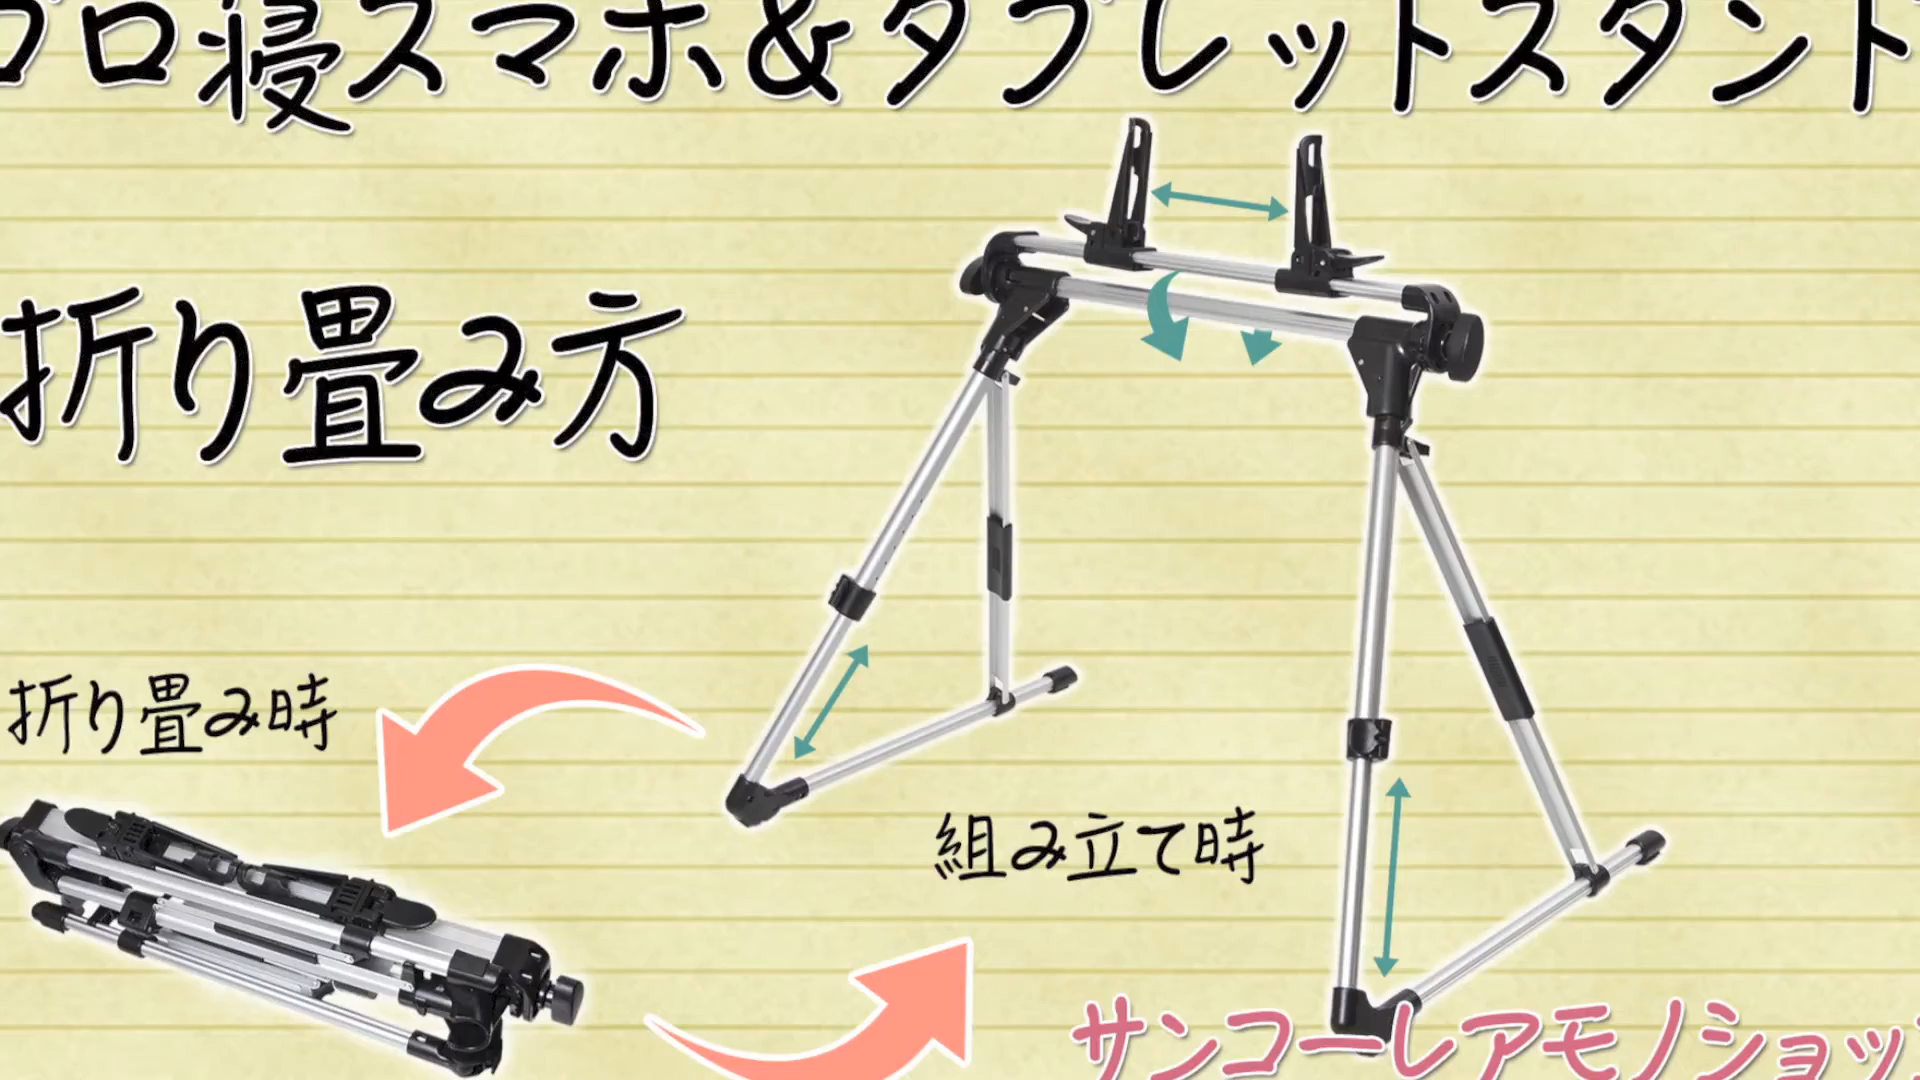 ゴロ寝スマホ&タブレットスタンド
折り畳み方
折り畳み時
組み立て時
サンコーレアモノショップ